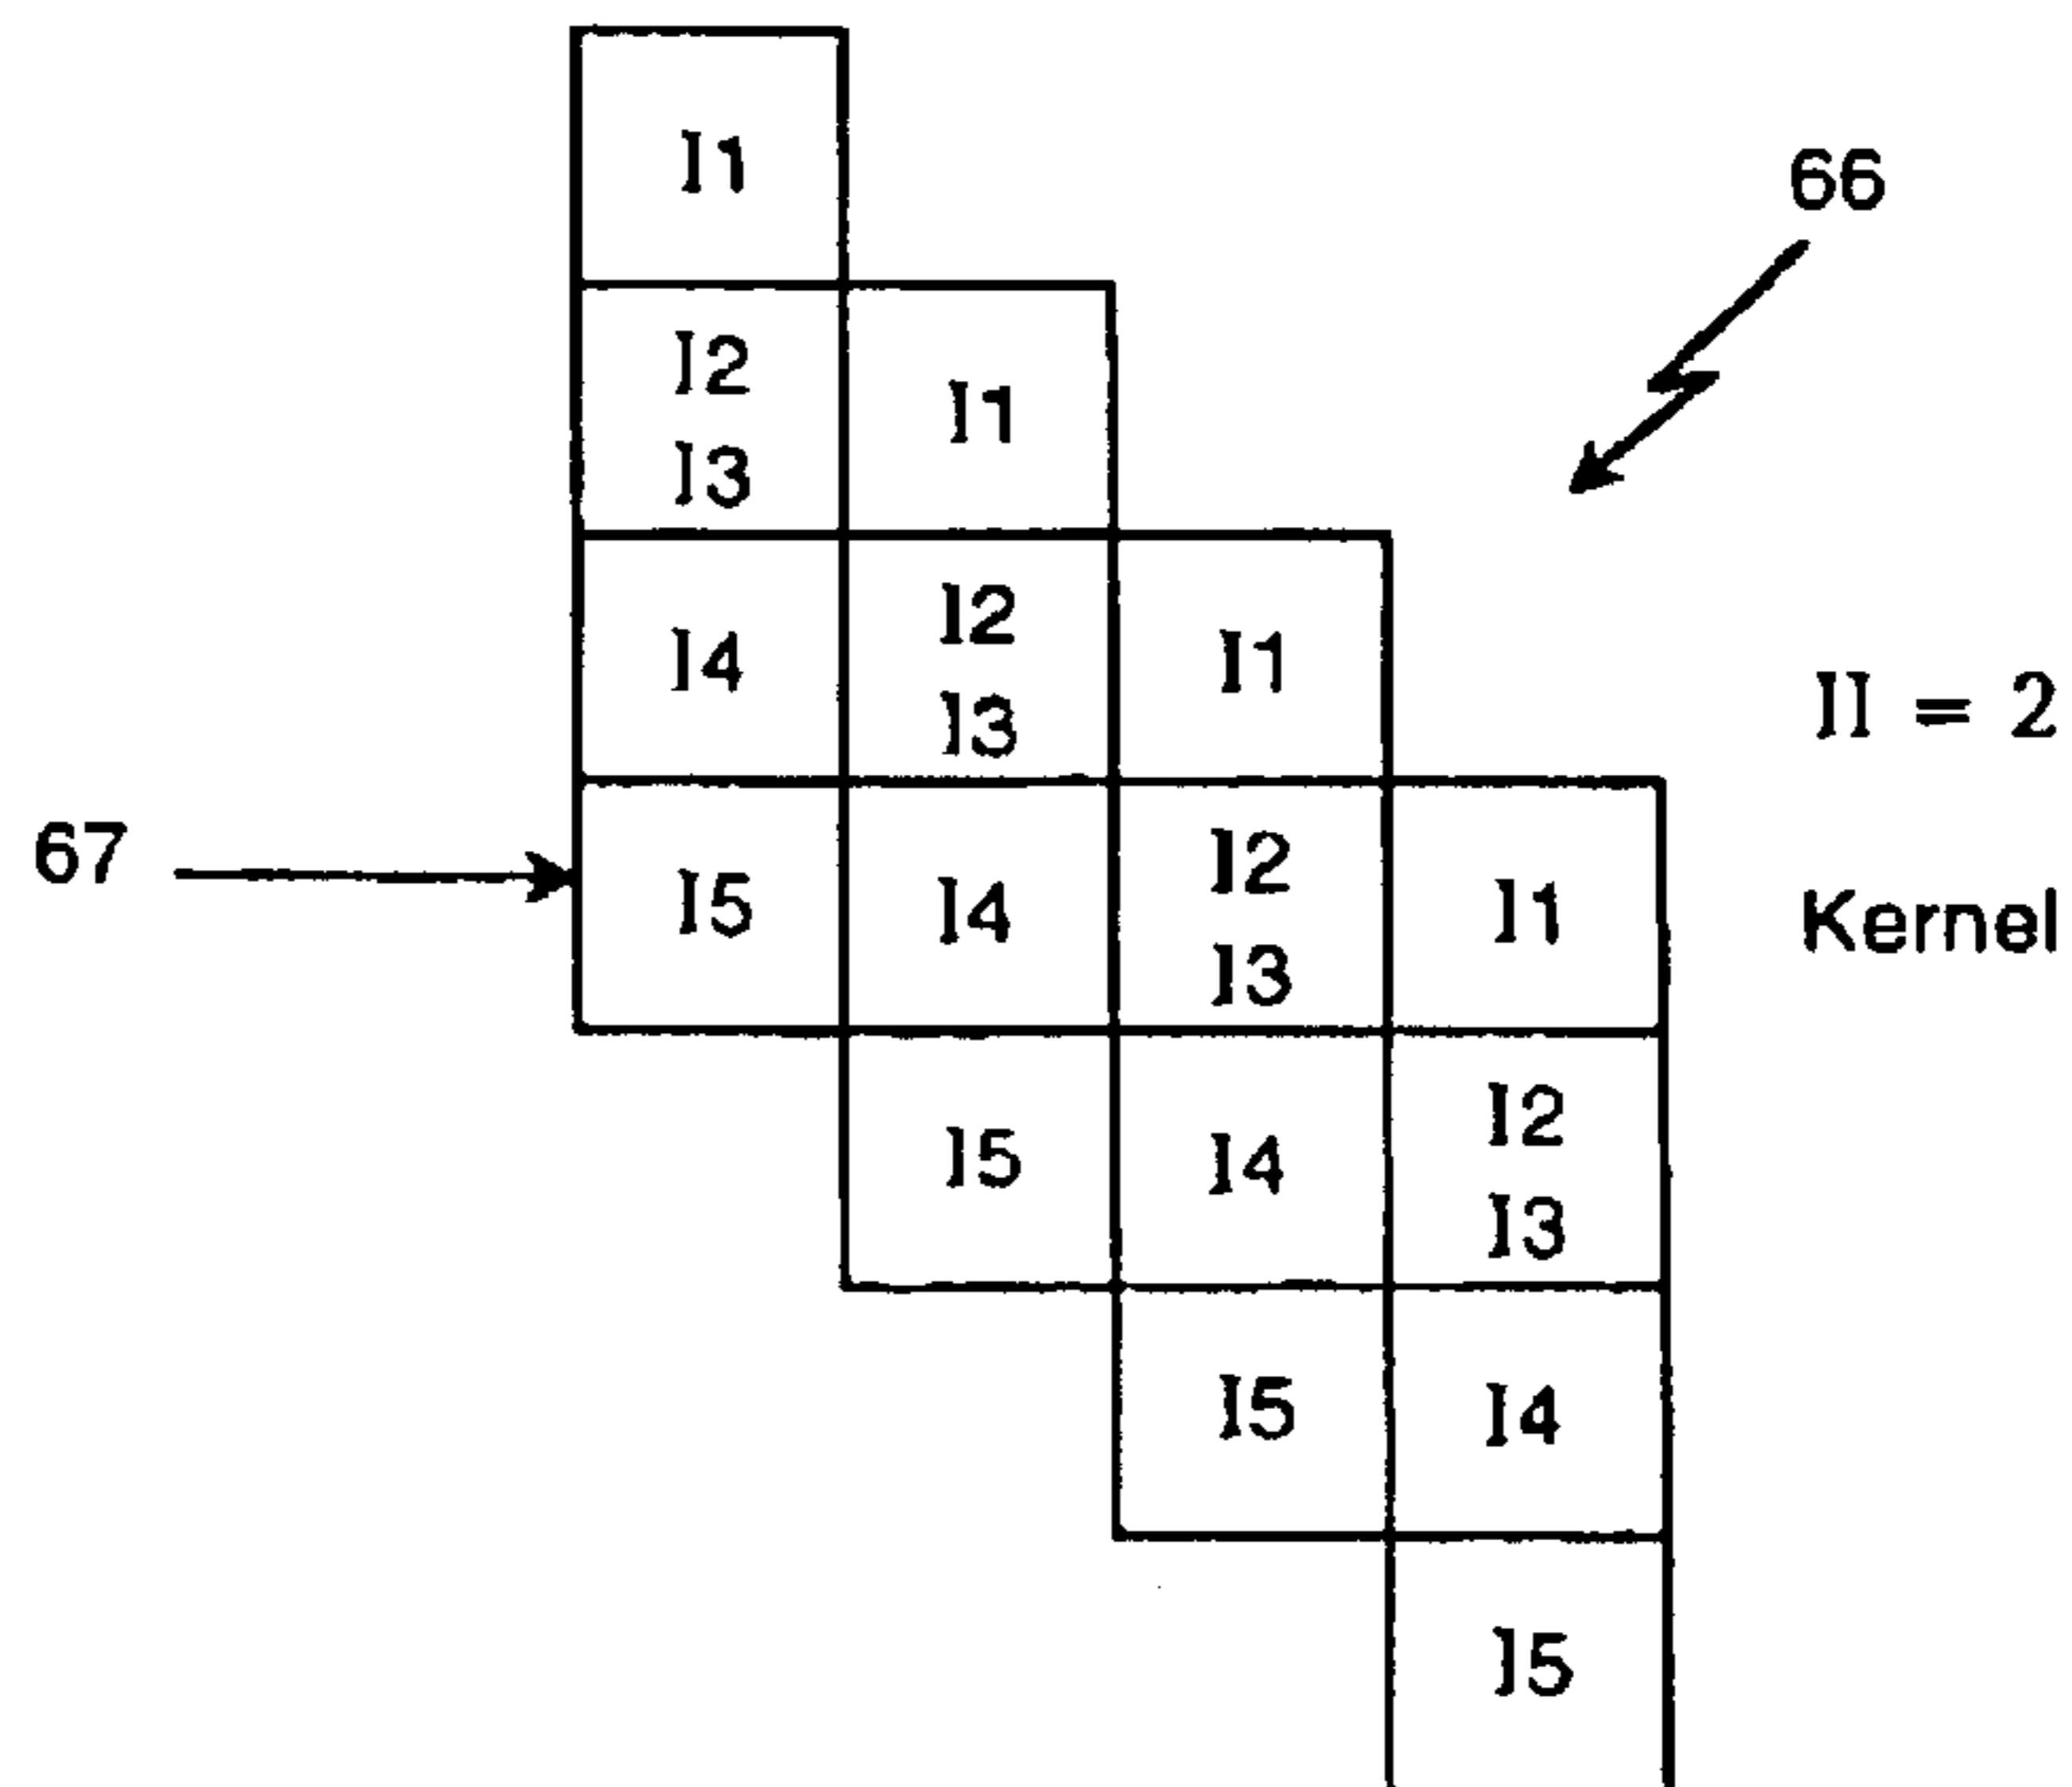 I1
66
I2 I1
I3
I4 I2 I1
I3
II = 2
67 I5 I4 I2 I1 Kernel
I3
I5 I4 I2
I3
I5 I4
I5